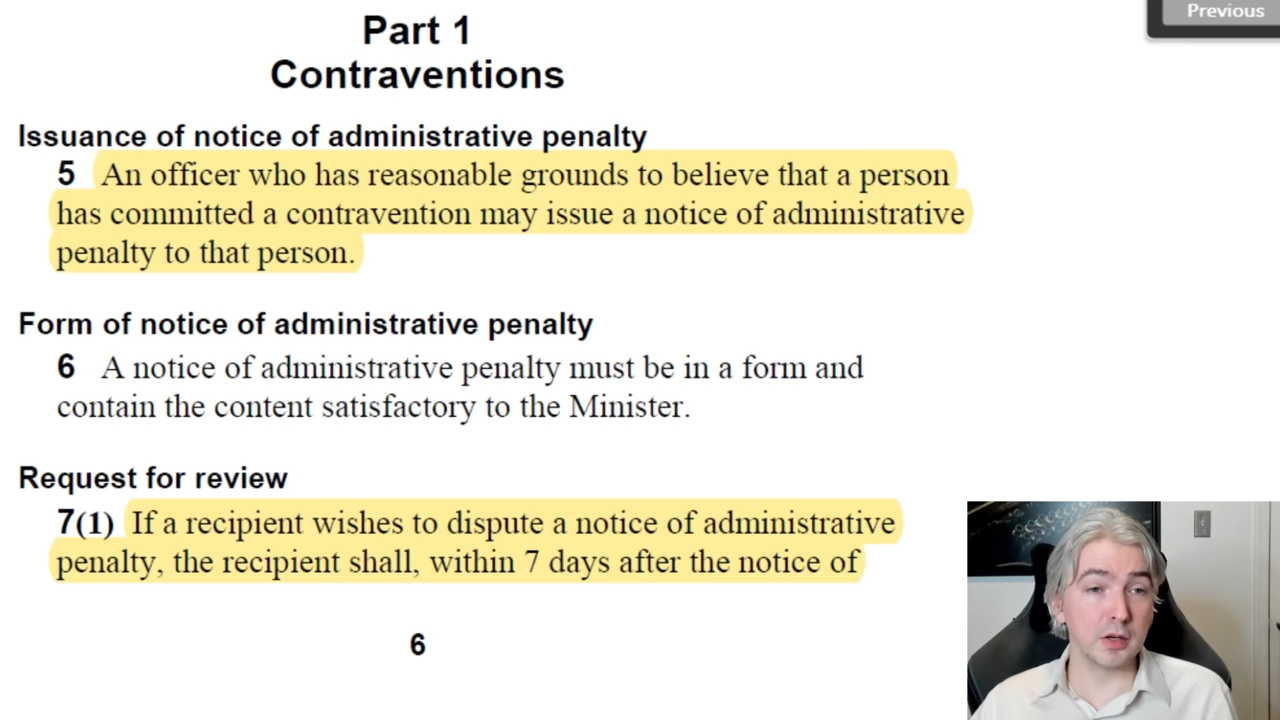 Previous
Part 1
Contraventions
Issuance of notice of administrative penalty
5 An officer who has reasonable grounds to believe that a person
has committed a contravention may issue a notice of administrative
penalty to that person.
Form of notice of administrative penalty
6 A notice of administrative penalty must be in a form and
contain the content satisfactory to the Minister.
Request for review
7(1) If a recipient wishes to dispute a notice of administrative
penalty, the recipient shall, within 7 days after the notice of
6